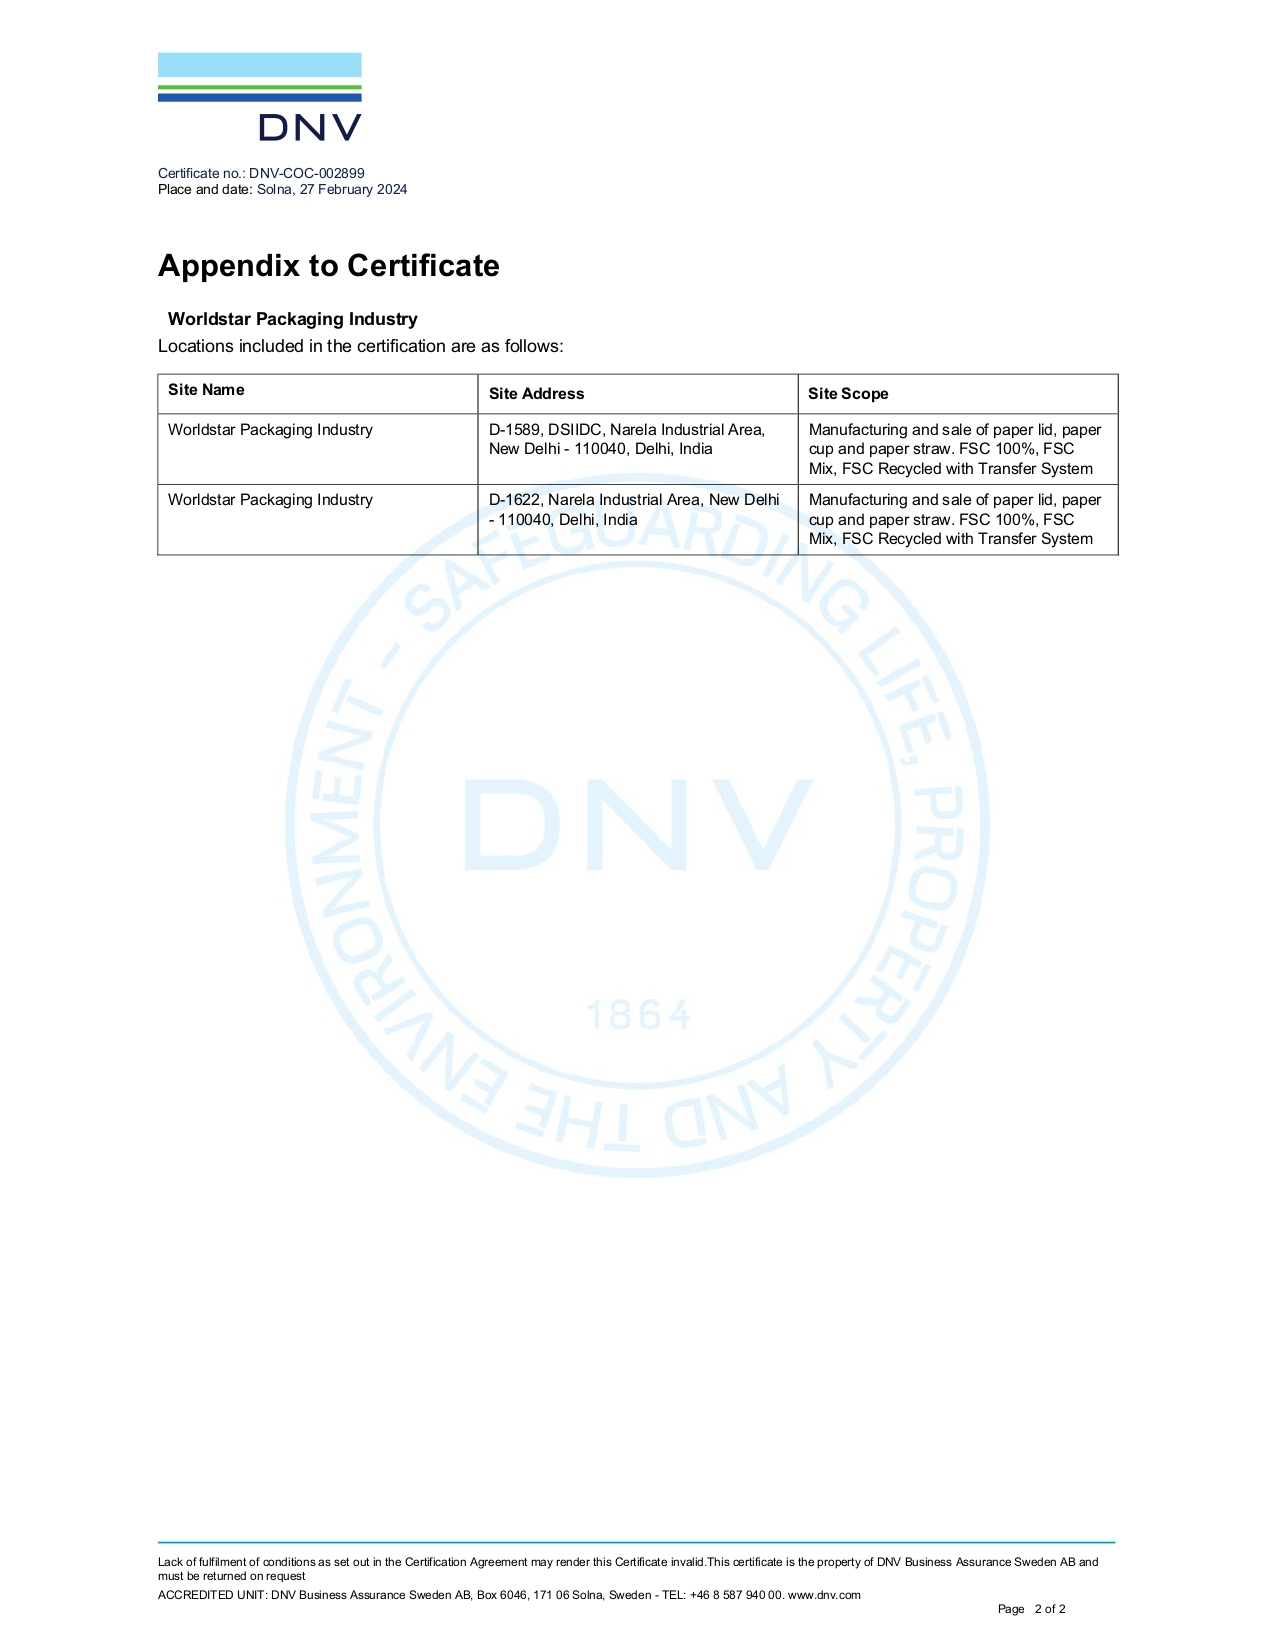 DNV
Certificate no.: DNV-COC-002899
Place and date: Solna, 27 February 2024
Appendix to Certificate
Worldstar Packaging Industry
Locations included in the certification are as follows:
Site Name
Site Address
Site Scope
Worldstar Packaging Industry
D-1589, DSIIDC, Narela Industrial Area,
New Delhi - 110040, Delhi, India
Manufacturing and sale of paper lid, paper
cup and paper straw. FSC 100%, FSC
Mix, FSC Recycled with Transfer System
Worldstar Packaging Industry
D-1622, Narela Industrial Area, New Delhi
- 110040, Delhi, India
Manufacturing and sale of paper lid, paper
cup and paper straw. FSC 100%, FSC
Mix, FSC Recycled with Transfer System
SAFEGUARDING LIFE, PROPERTY AND THE ENVIRONMENT -
DNV
1864
Lack of fulfilment of conditions as set out in the Certification Agreement may render this Certificate invalid.This certificate is the property of DNV Business Assurance Sweden AB and
must be returned on request
ACCREDITED UNIT: DNV Business Assurance Sweden AB, Box 6046, 171 06 Solna, Sweden - TEL: +46 8 587 940 00. www.dnv.com
Page 2 of 2